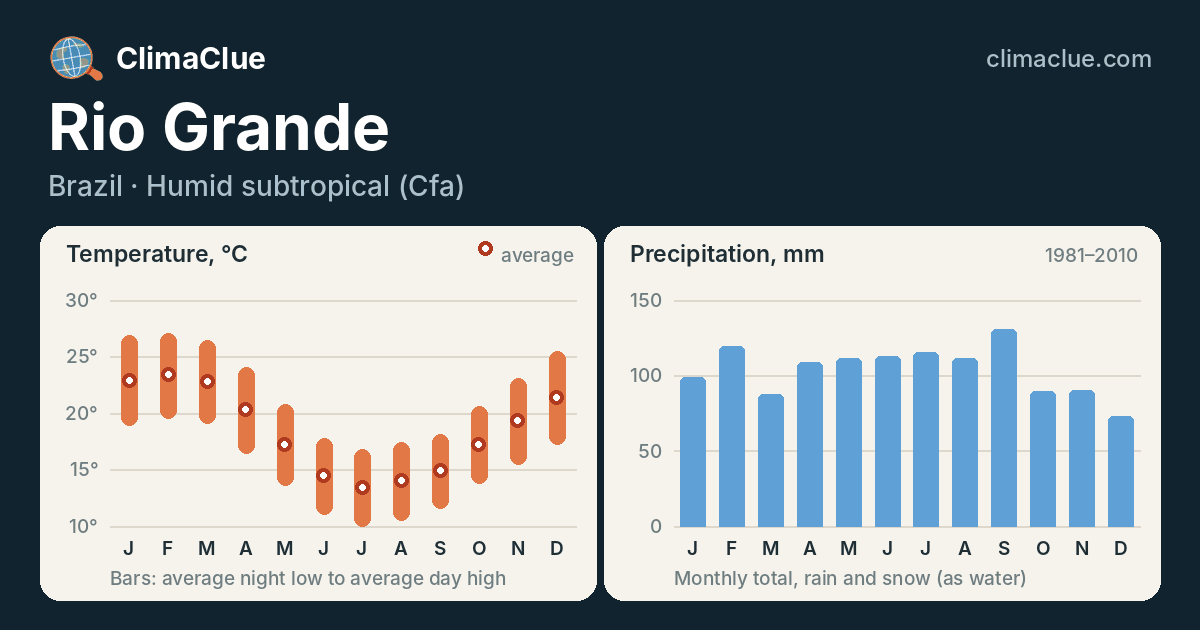 ClimaClue
climaclue.com
Rio Grande
Brazil · Humid subtropical (Cfa)
Temperature, °C
average
30°
25°
20°
15°
10°
J F M A M J J A S O N D
Bars: average night low to average day high
Precipitation, mm
1981–2010
150
100
50
0
J F M A M J J A S O N D
Monthly total, rain and snow (as water)